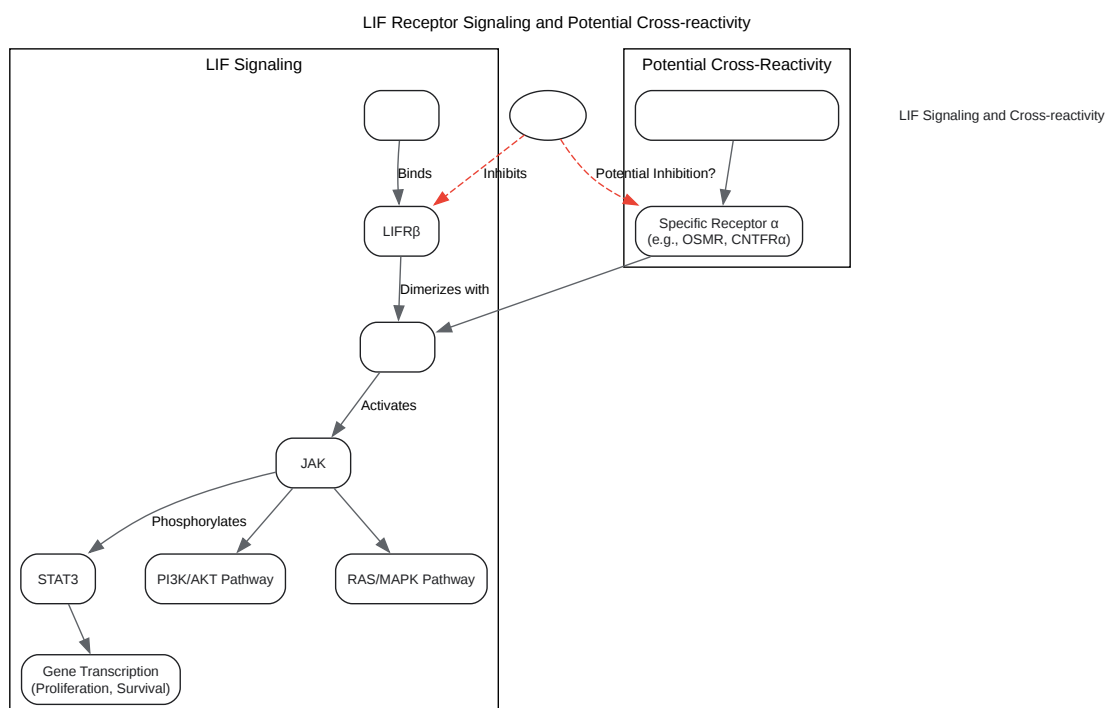 LIF Receptor Signaling and Potential Cross-reactivity
LIF Signaling
Potential Cross-Reactivity
LIF Signaling and Cross-reactivity
Binds
Inhibits
Potential Inhibition?
LIFRβ
Specific Receptor α
(e.g., OSMR, CNTFRα)
Dimerizes with
Activates
JAK
Phosphorylates
STAT3
PI3K/AKT Pathway
RAS/MAPK Pathway
Gene Transcription
(Proliferation, Survival)